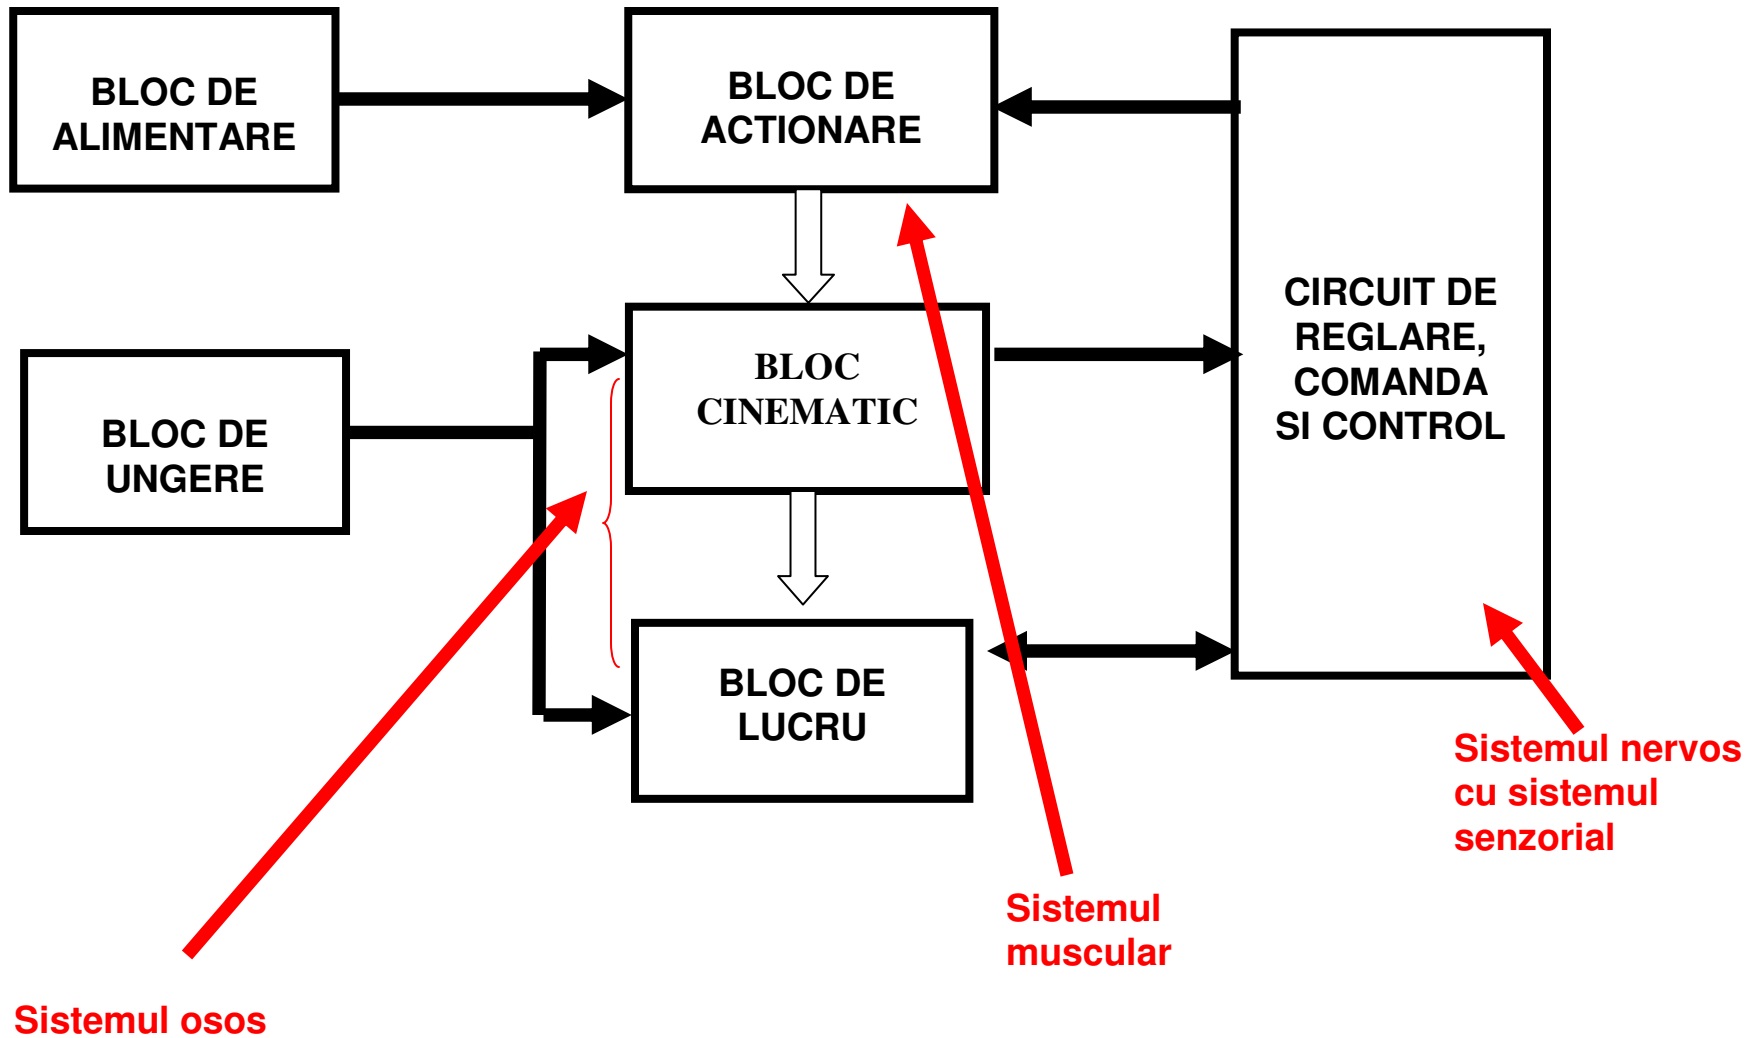 BLOC DE
ALIMENTARE
BLOC DE
ACTIONARE
CIRCUIT DE
REGLARE,
COMANDA
SI CONTROL
BLOC
CINEMATIC
BLOC DE
UNGERE
BLOC DE
LUCRU
Sistemul nervos
cu sistemul
senzorial
Sistemul
muscular
Sistemul osos